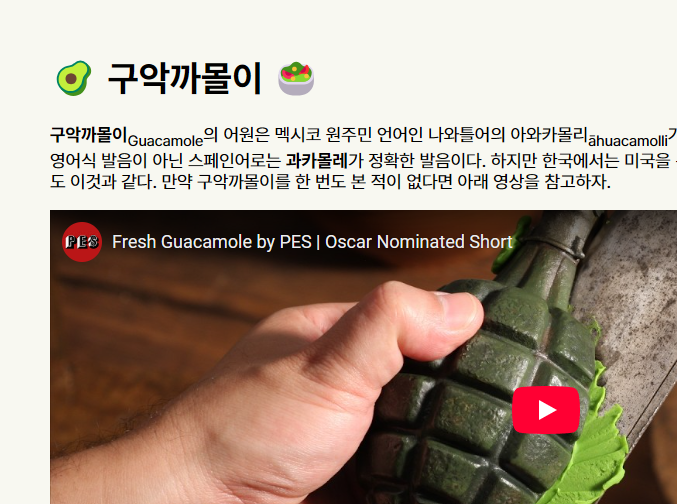 🥑 구악까몰이 🥗
구악까몰이Guacamole의 어원은 멕시코 원주민 언어인 나와틀어의 아와카몰리āhuacamolli
영어식 발음이 아닌 스페인어로는 과카몰레가 정확한 발음이다. 하지만 한국에서는 미국을
도 이것과 같다. 만약 구악까몰이를 한 번도 본 적이 없다면 아래 영상을 참고하자.
PES
Fresh Guacamole by PES | Oscar Nominated Short